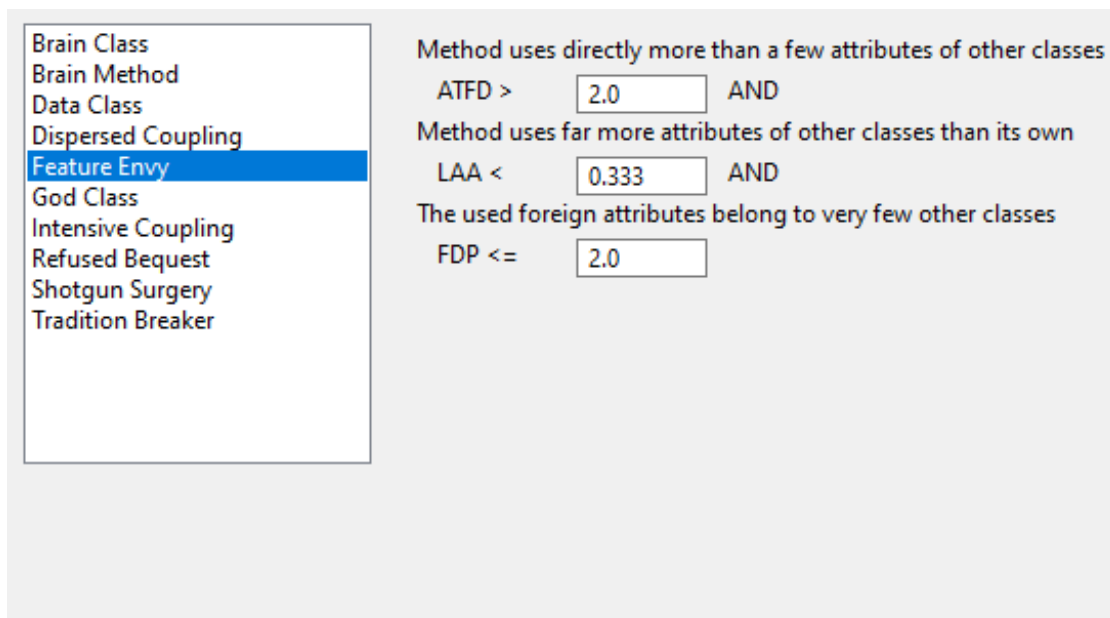 Brain Class
Brain Method
Data Class
Dispersed Coupling
Feature Envy
God Class
Intensive Coupling
Refused Bequest
Shotgun Surgery
Tradition Breaker
Method uses directly more than a few attributes of other classes
ATFD > 2.0 AND
Method uses far more attributes of other classes than its own
LAA < 0.333 AND
The used foreign attributes belong to very few other classes
FDP <= 2.0